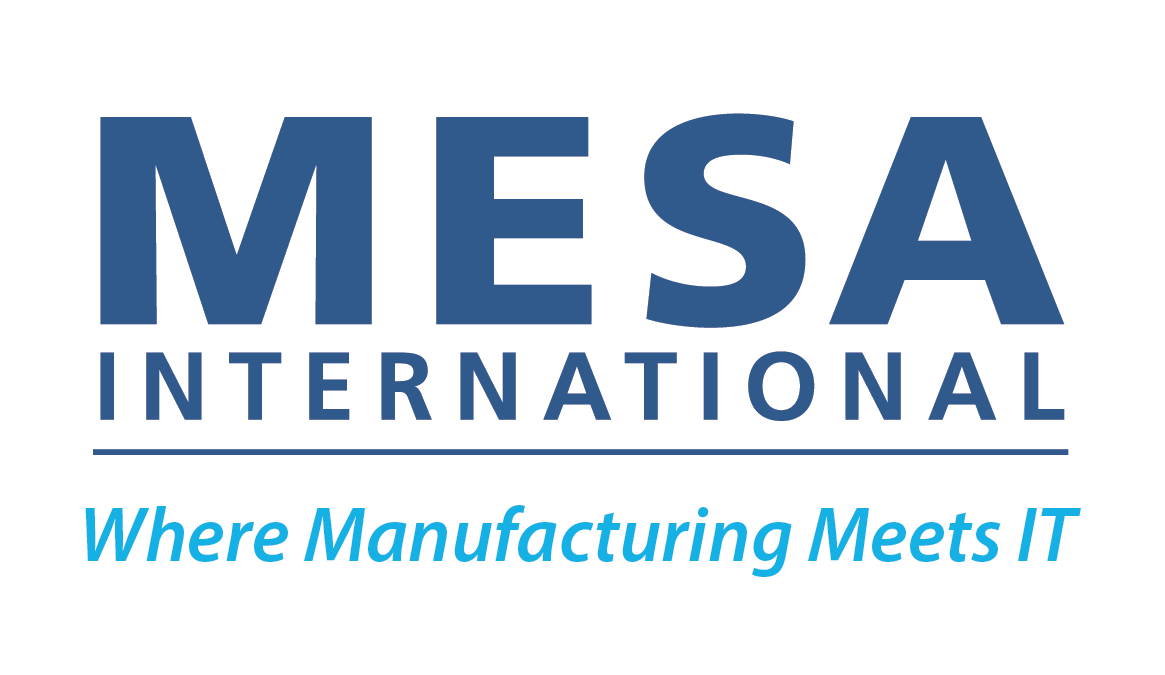 MESA
INTERNATIONAL
Where Manufacturing Meets IT